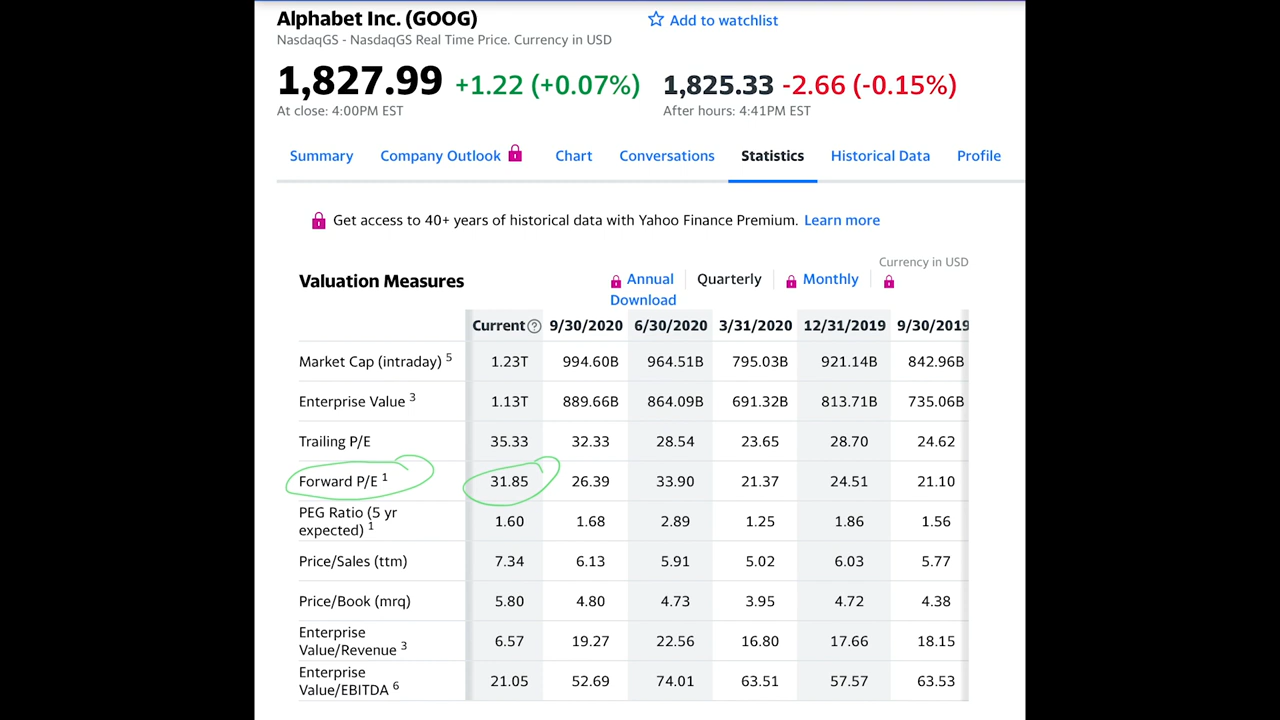 Alphabet Inc. (GOOG)
Add to watchlist
NasdaqGS - NasdaqGS Real Time Price. Currency in USD
1,827.99 +1.22 (+0.07%) 1,825.33 -2.66 (-0.15%)
At close: 4:00PM EST After hours: 4:41PM EST
Summary Company Outlook Chart Conversations Statistics Historical Data Profile
Get access to 40+ years of historical data with Yahoo Finance Premium. Learn more
Currency in USD
Valuation Measures Annual Quarterly Monthly
Download
Current ? 9/30/2020 6/30/2020 3/31/2020 12/31/2019 9/30/2019
Market Cap (intraday) 5 1.23T 994.60B 964.51B 795.03B 921.14B 842.96B
Enterprise Value 3 1.13T 889.66B 864.09B 691.32B 813.71B 735.06B
Trailing P/E 35.33 32.33 28.54 23.65 28.70 24.62
Forward P/E 1 31.85 26.39 33.90 21.37 24.51 21.10
PEG Ratio (5 yr
expected) 1 1.60 1.68 2.89 1.25 1.86 1.56
Price/Sales (ttm) 7.34 6.13 5.91 5.02 6.03 5.77
Price/Book (mrq) 5.80 4.80 4.73 3.95 4.72 4.38
Enterprise
Value/Revenue 3 6.57 19.27 22.56 16.80 17.66 18.15
Enterprise
Value/EBITDA 6 21.05 52.69 74.01 63.51 57.57 63.53